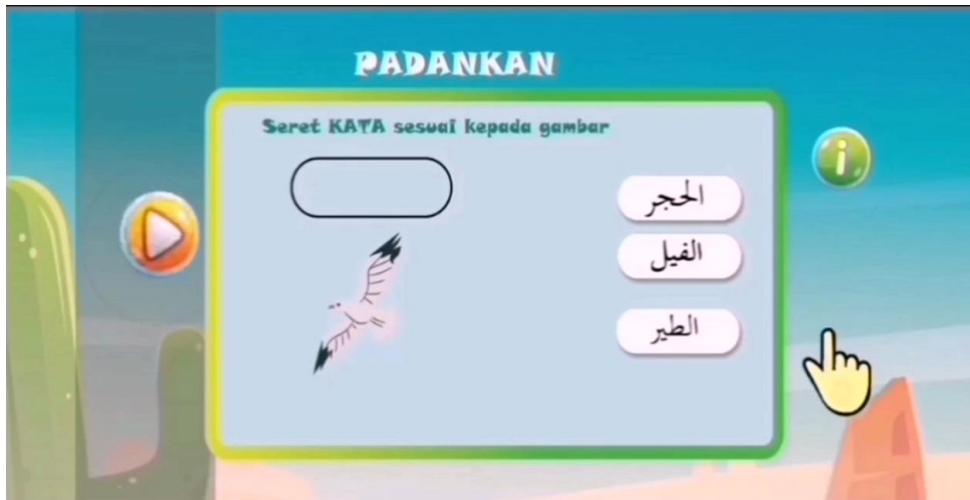 PADANKAN
Seret KATA sesuai kepada gambar
الحجر
الفيل
الطير
i